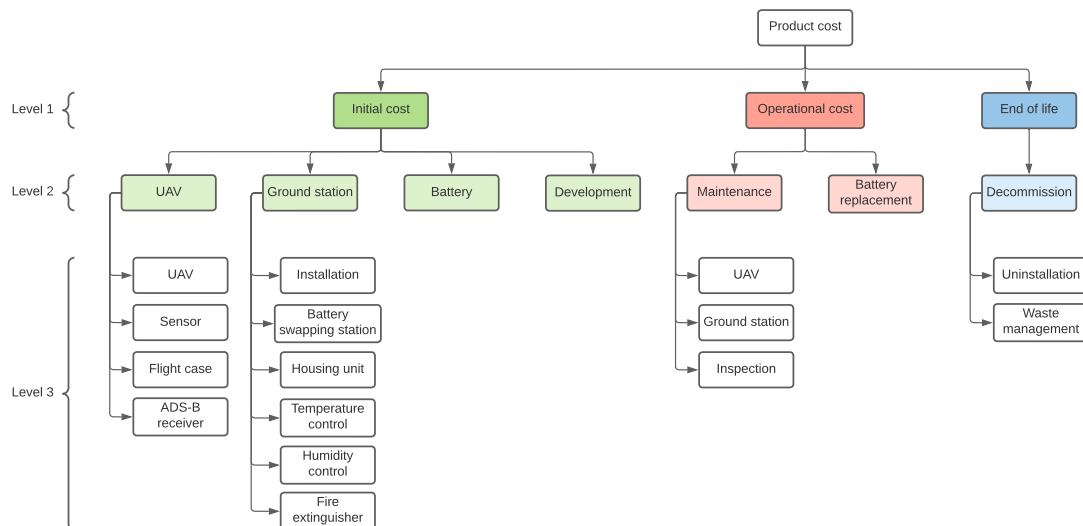 Product cost
Level 1
Initial cost
Operational cost
End of life
Level 2
UAV
Ground station
Battery
Development
Maintenance
Battery
replacement
Decommission
Level 3
UAV
Sensor
Flight case
ADS-B
receiver
Installation
Battery
swapping station
Housing unit
Temperature
control
Humidity
control
Fire
extinguisher
UAV
Ground station
Inspection
Uninstallation
Waste
management